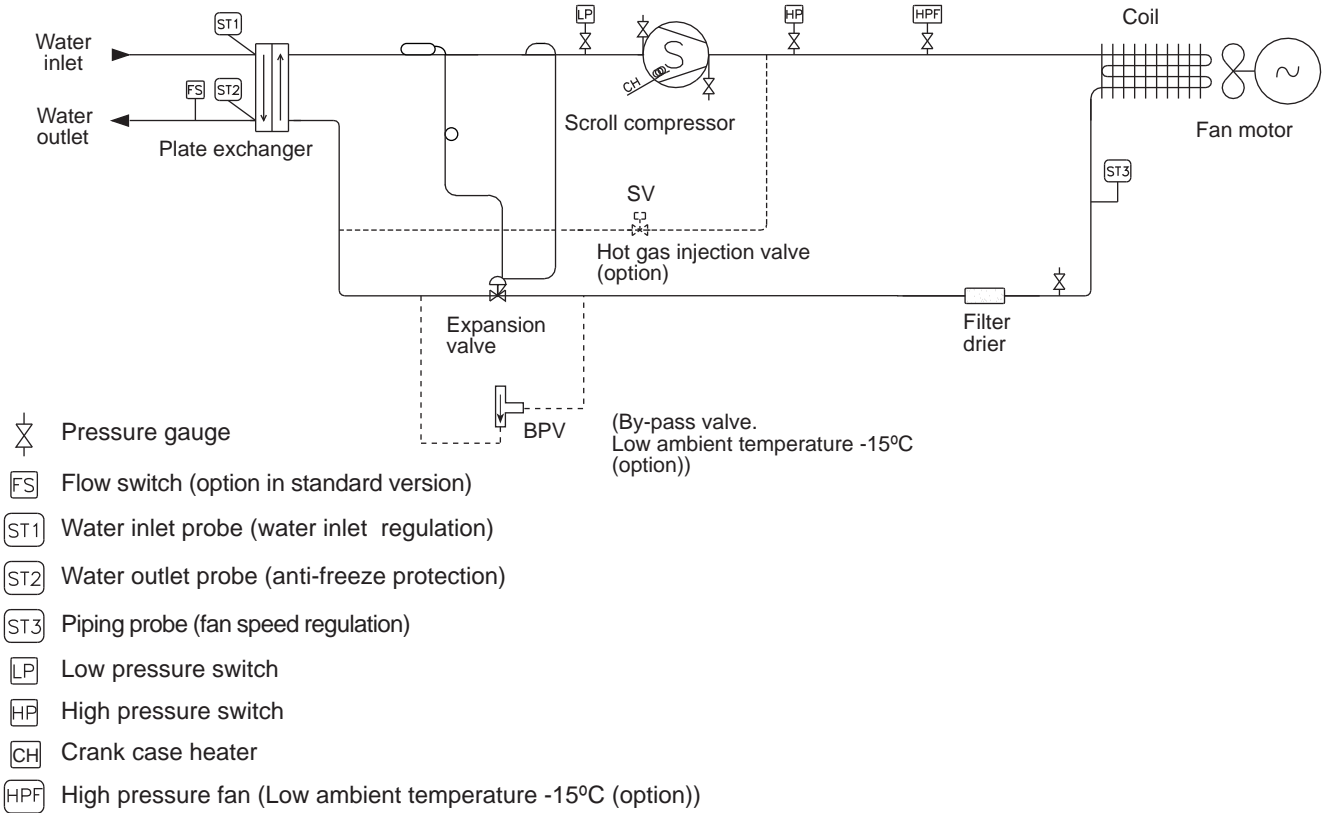 ST1
LP
HP
HPF
Coil
Water
inlet
S
CH
FS
ST2
Water
outlet
Plate exchanger
Scroll compressor
Fan motor
ST3
SV
Hot gas injection valve
(option)
Expansion
valve
Filter
drier
BPV
(By-pass valve.
Low ambient temperature -15ºC
(option))
Pressure gauge
FS Flow switch (option in standard version)
ST1 Water inlet probe (water inlet regulation)
ST2 Water outlet probe (anti-freeze protection)
ST3 Piping probe (fan speed regulation)
LP Low pressure switch
HP High pressure switch
CH Crank case heater
HPF High pressure fan (Low ambient temperature -15ºC (option))